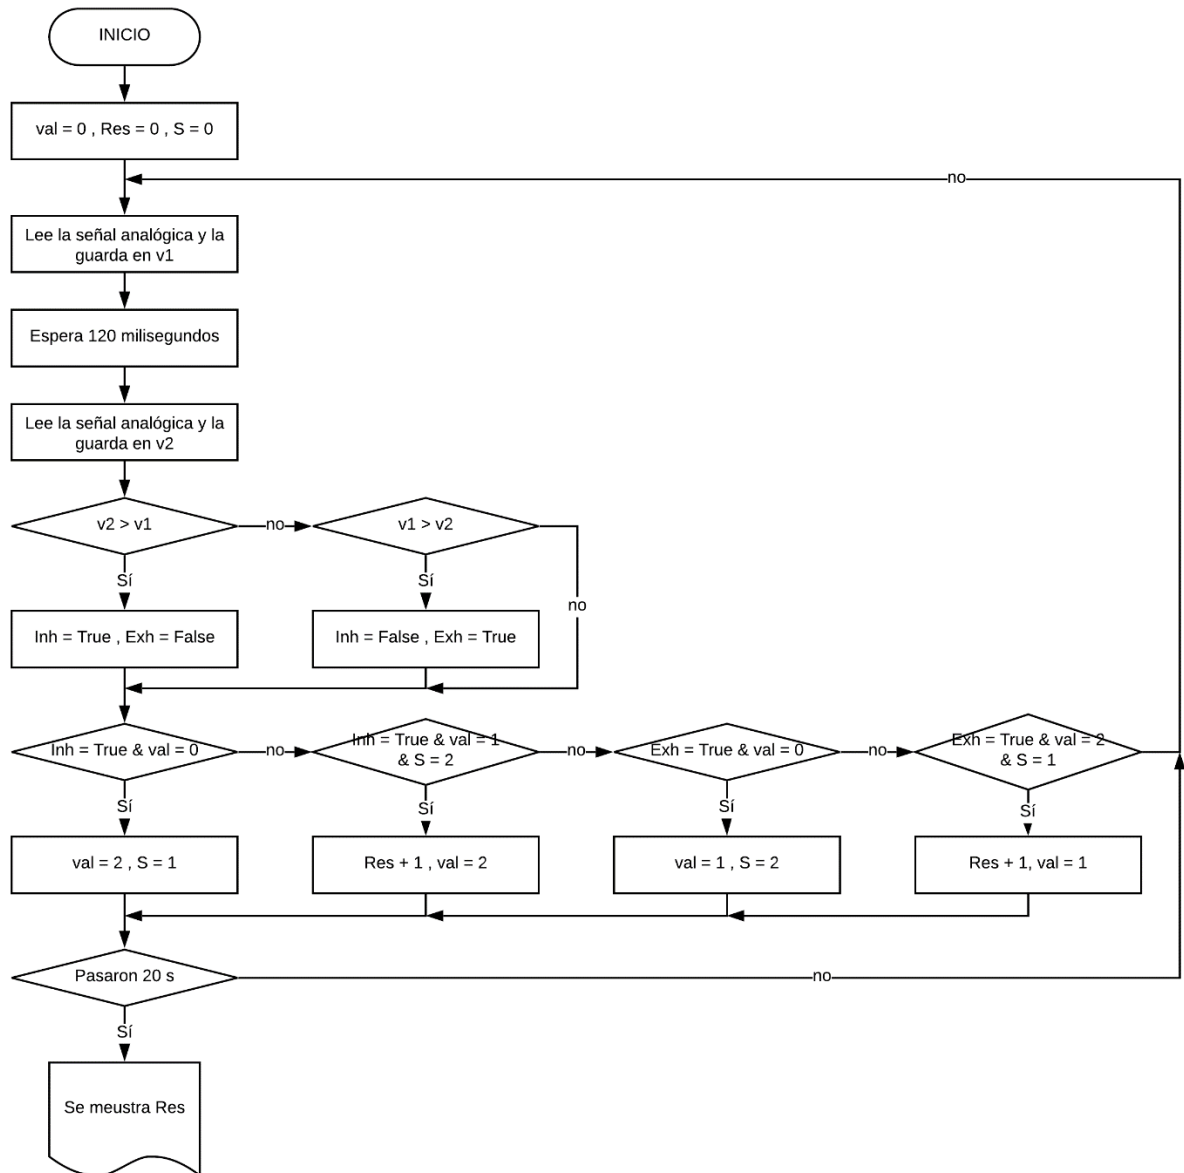 INICIO
val = 0 , Res = 0 , S = 0
no
Lee la señal analógica y la
guarda en v1
Espera 120 milisegundos
Lee la señal analógica y la
guarda en v2
v2 > v1
no
v1 > v2
Sí
Sí
no
Inh = True , Exh = False
Inh = False , Exh = True
Inh = True & val = 0
no
Inh = True & val = 1
& S = 2
no
Exh = True & val = 0
no
Exh = True & val = 2
& S = 1
Sí
Sí
Sí
Sí
val = 2 , S = 1
Res + 1 , val = 2
val = 1 , S = 2
Res + 1, val = 1
Pasaron 20 s
no
Sí
Se meustra Res